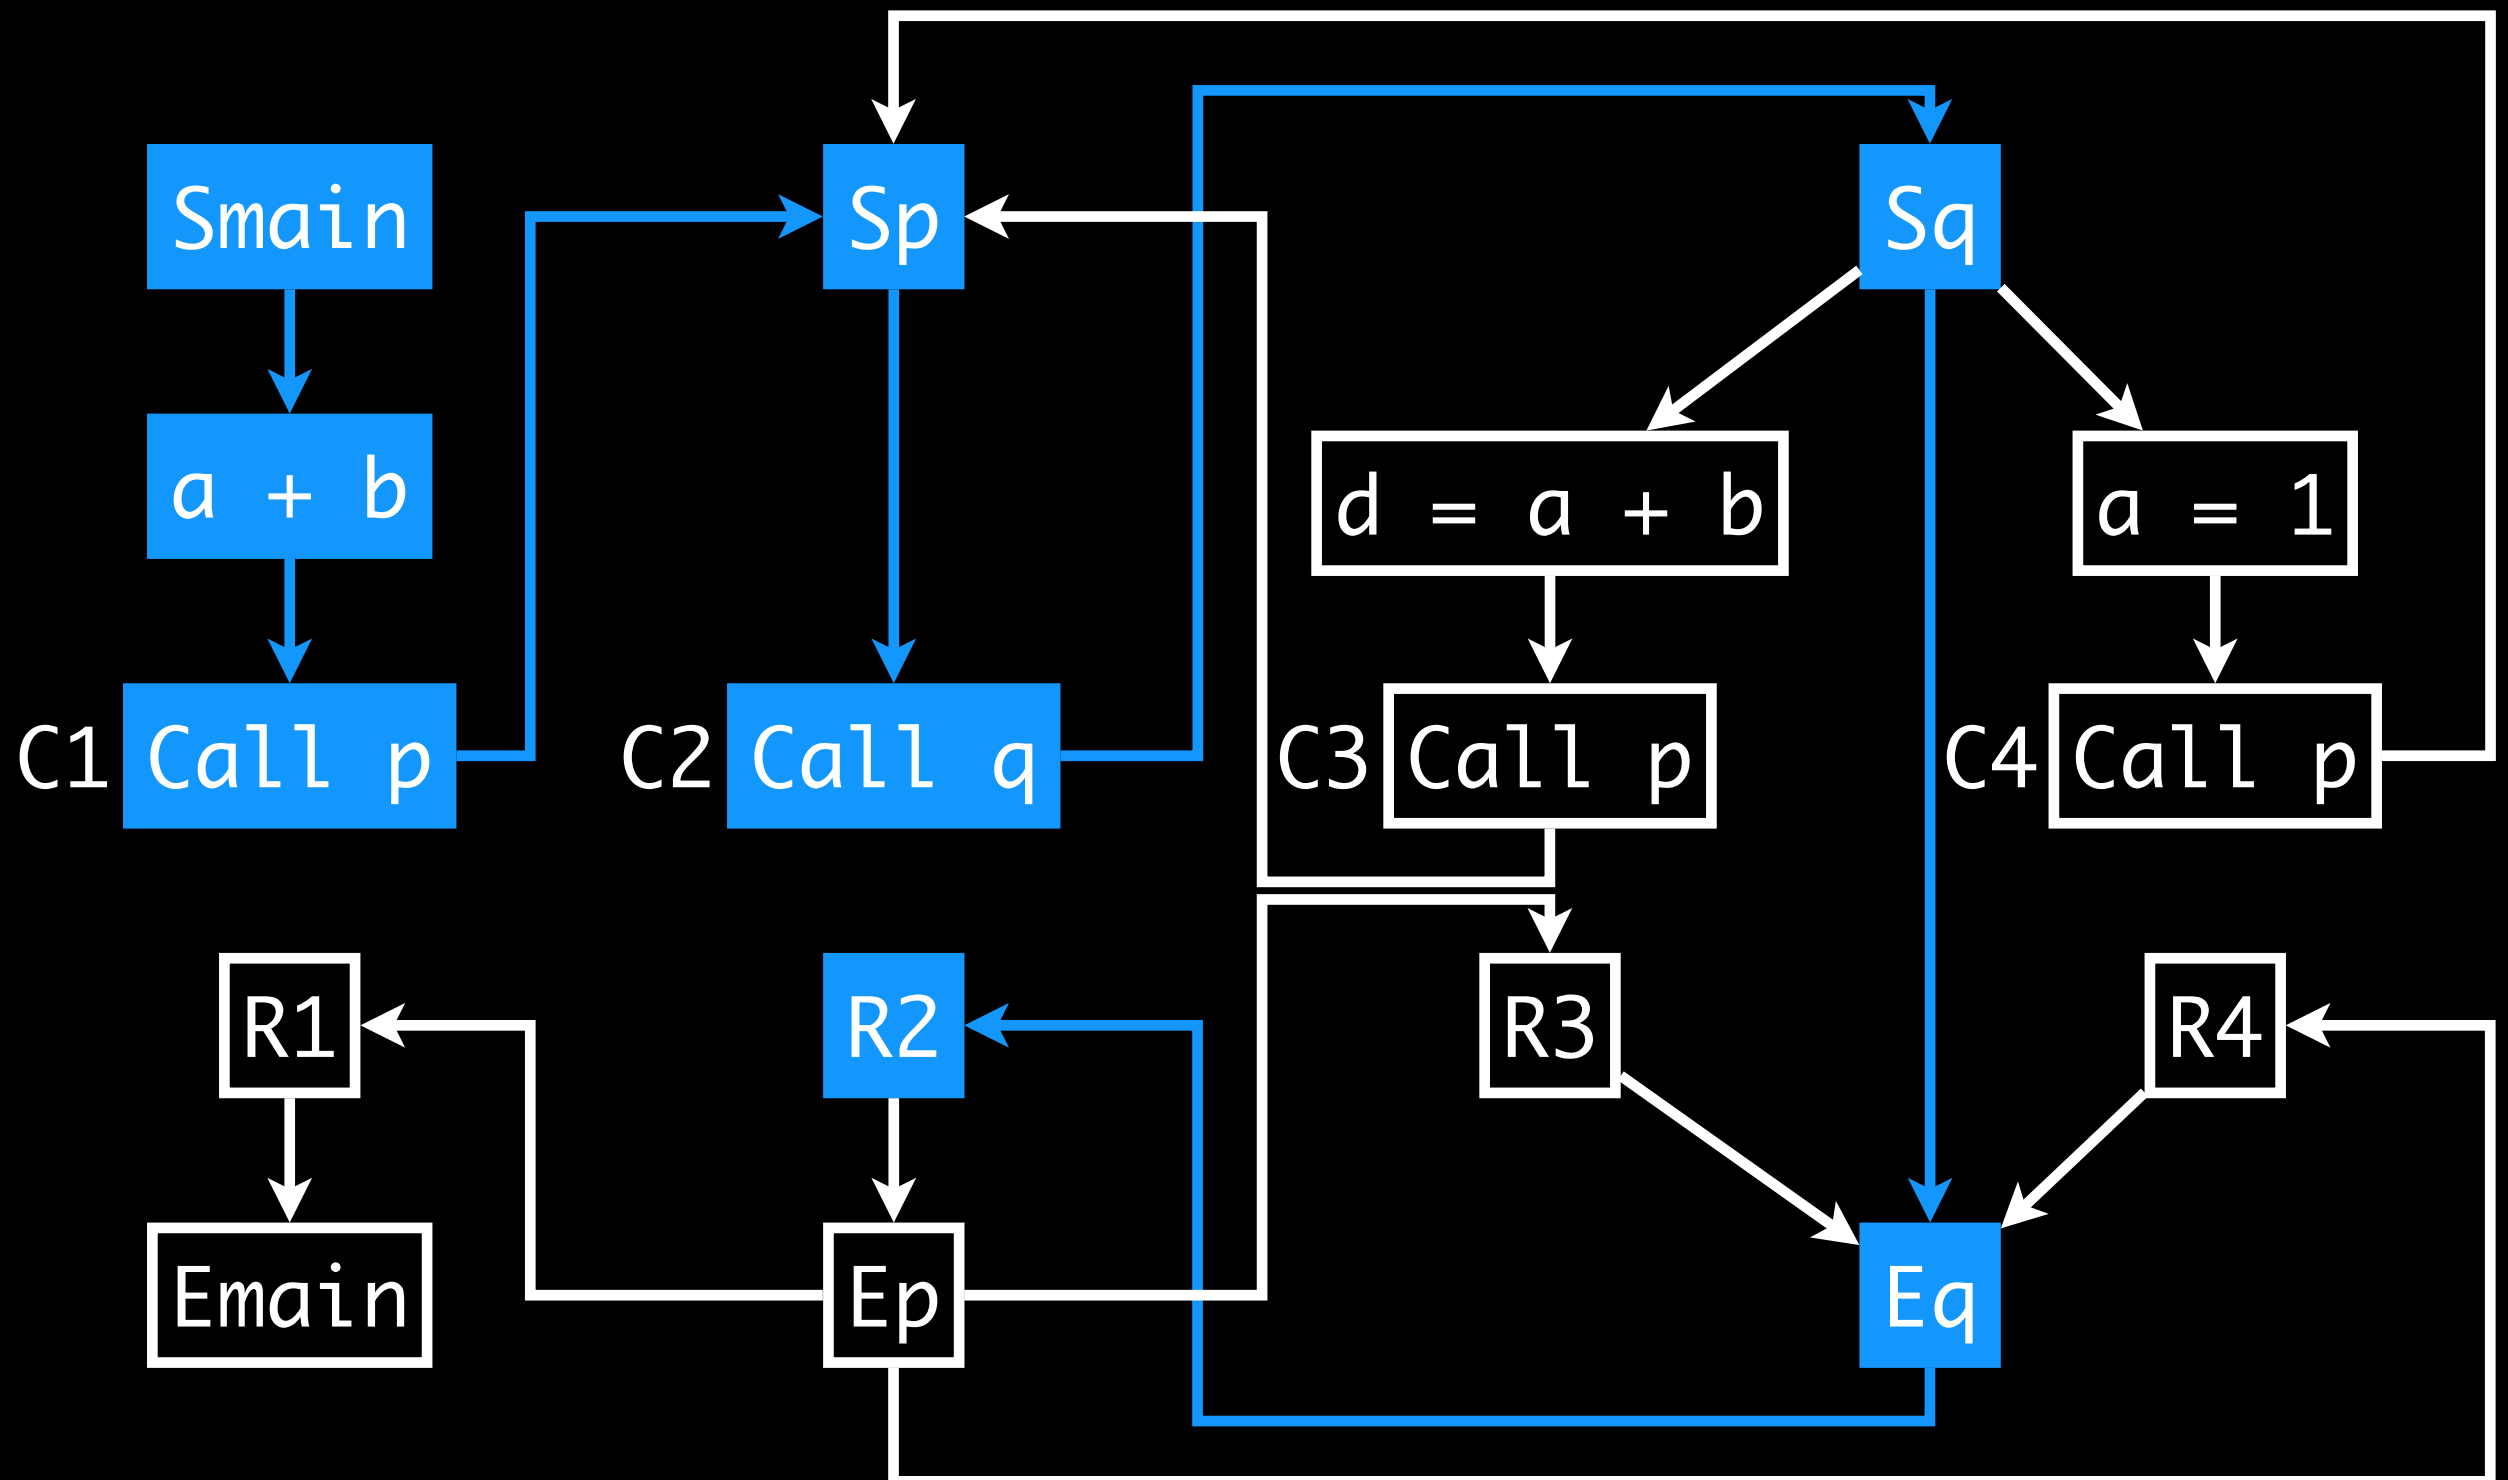 Smain
Sp
Sq
a + b
d = a + b
a = 1
C1 Call p
C2 Call q
C3 Call p
C4 Call p
R1
R2
R3
R4
Emain
Ep
Eq